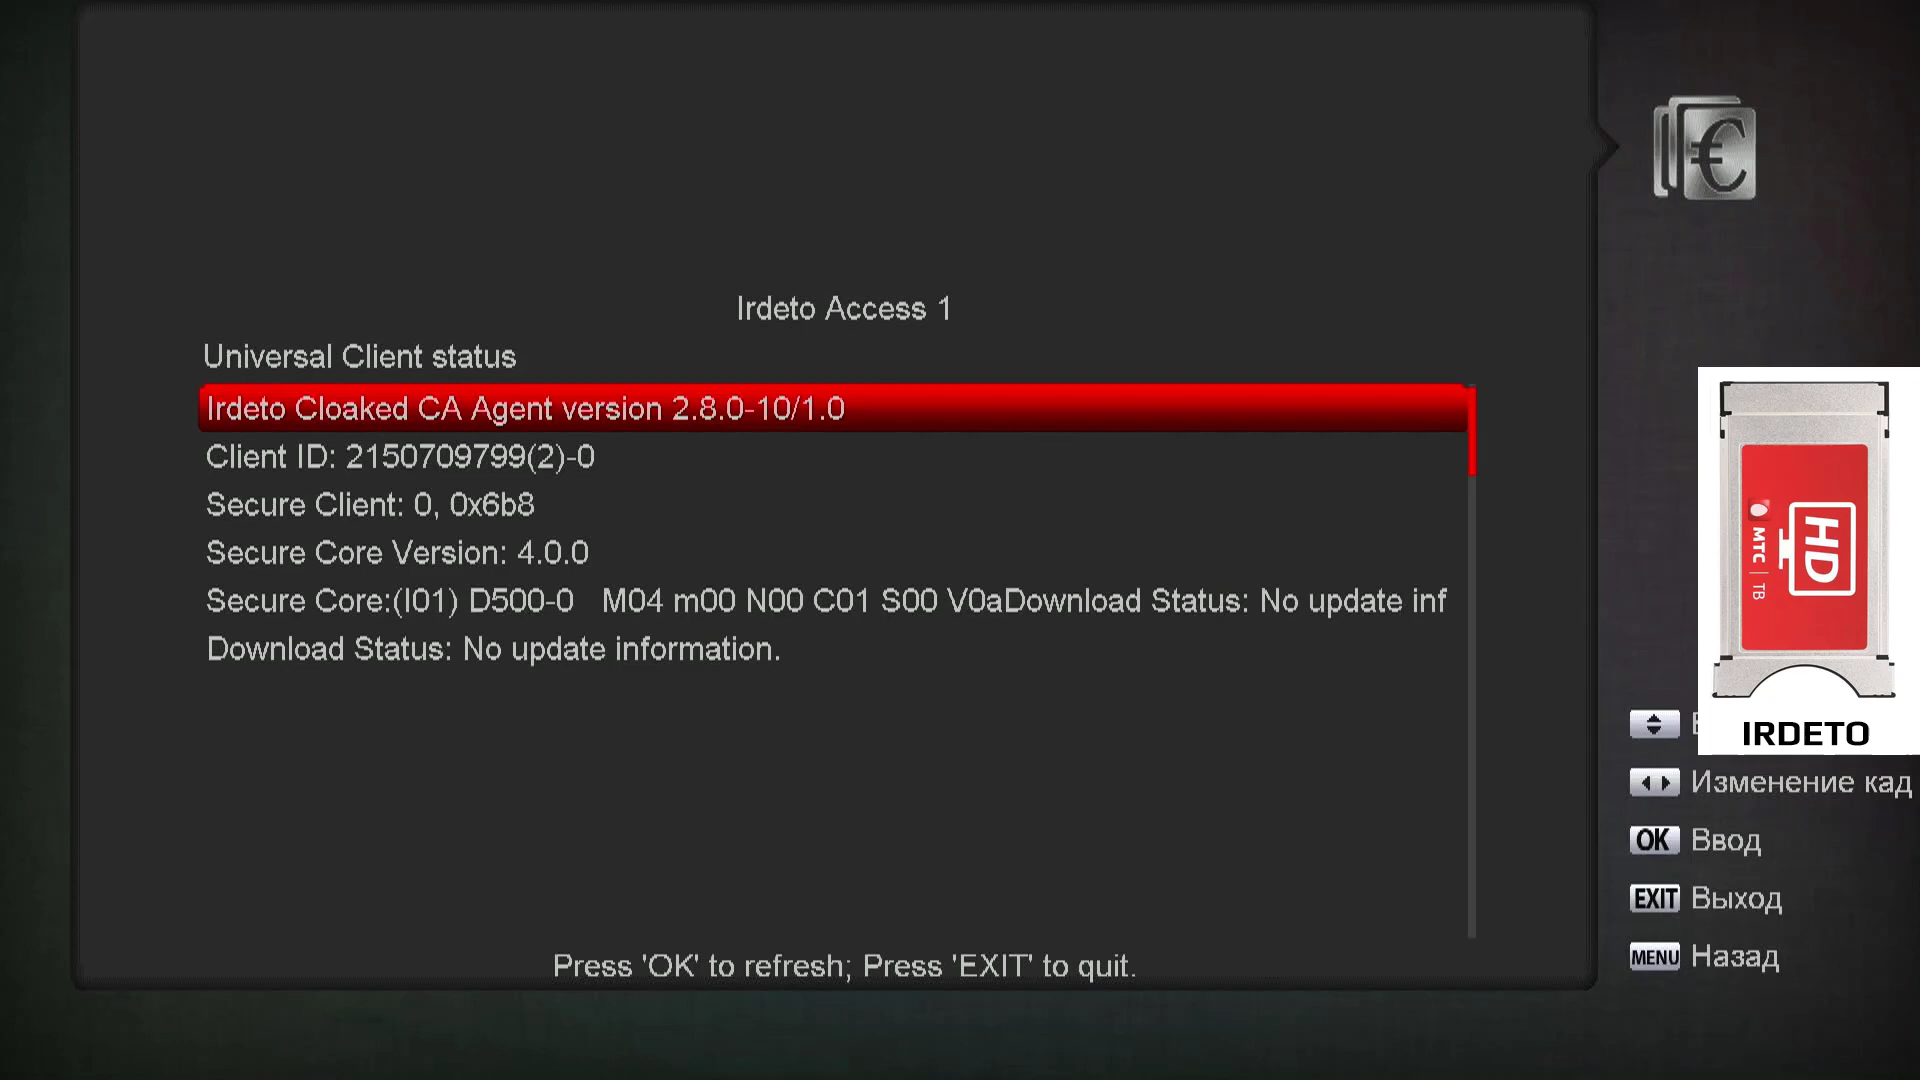 Irdeto Access 1
Universal Client status
Irdeto Cloaked CA Agent version 2.8.0-10/1.0
Client ID: 2150709799(2)-0
Secure Client: 0, 0x6b8
Secure Core Version: 4.0.0
Secure Core:(I01) D500-0   M04 m00 N00 C01 S00 V0aDownload Status: No update inf
Download Status: No update information.
Press 'OK' to refresh; Press 'EXIT' to quit.
€
HD
МТС | ТВ
IRDETO
Изменение кад
OK Ввод
EXIT Выход
MENU Назад